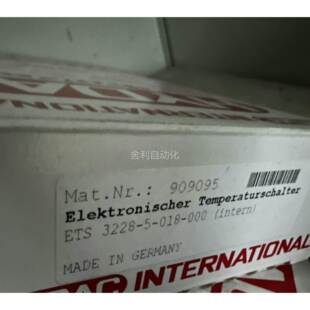 INTERNATIONAL
金利自动化
Mat.Nr.: 909095
Elektronischer Temperaturschalter
ETS 3228-5-018-000 (intern)
MADE IN GERMANY
INTERNATIONAL